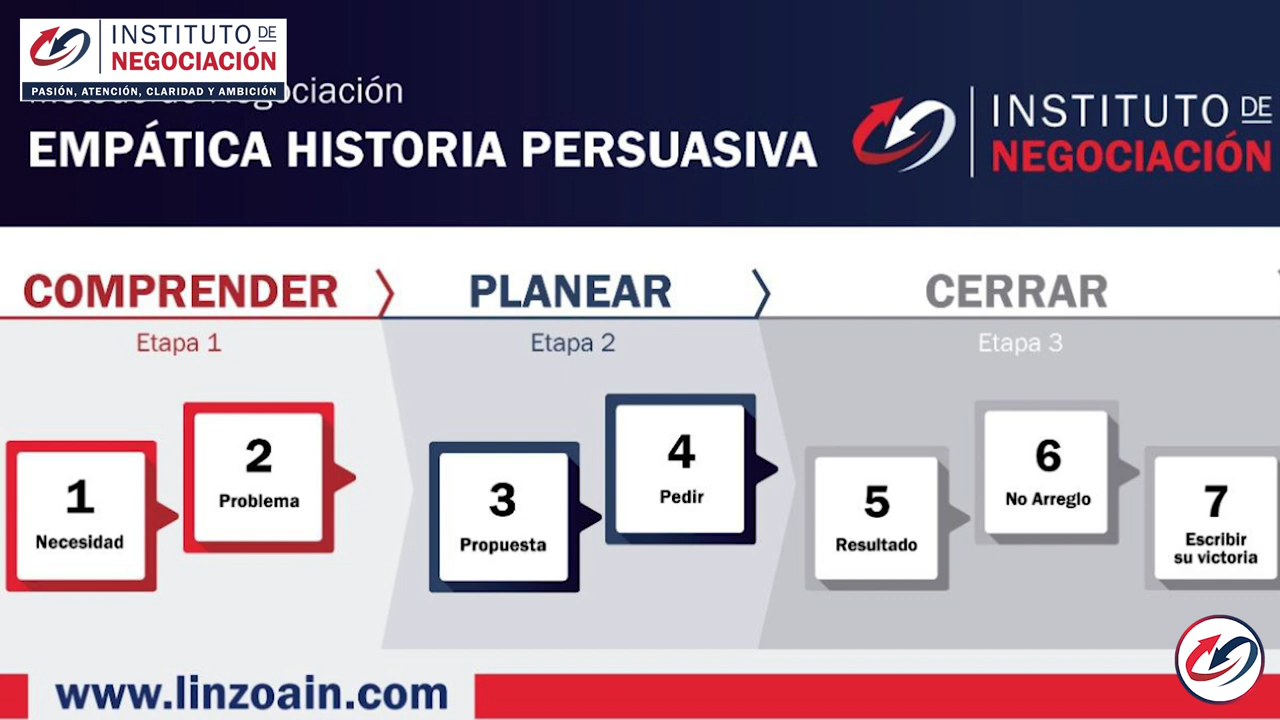 INSTITUTO DE
NEGOCIACIÓN
PASIÓN, ATENCIÓN, CLARIDAD Y AMBICIÓN
Negociación
EMPÁTICA HISTORIA PERSUASIVA
INSTITUTO DE
NEGOCIACIÓN
COMPRENDER
PLANEAR
CERRAR
Etapa 1
Etapa 2
Etapa 3
1
Necesidad
2
Problema
3
Propuesta
4
Pedir
5
Resultado
6
No Arreglo
7
Escribir
su victoria
www.linzoain.com